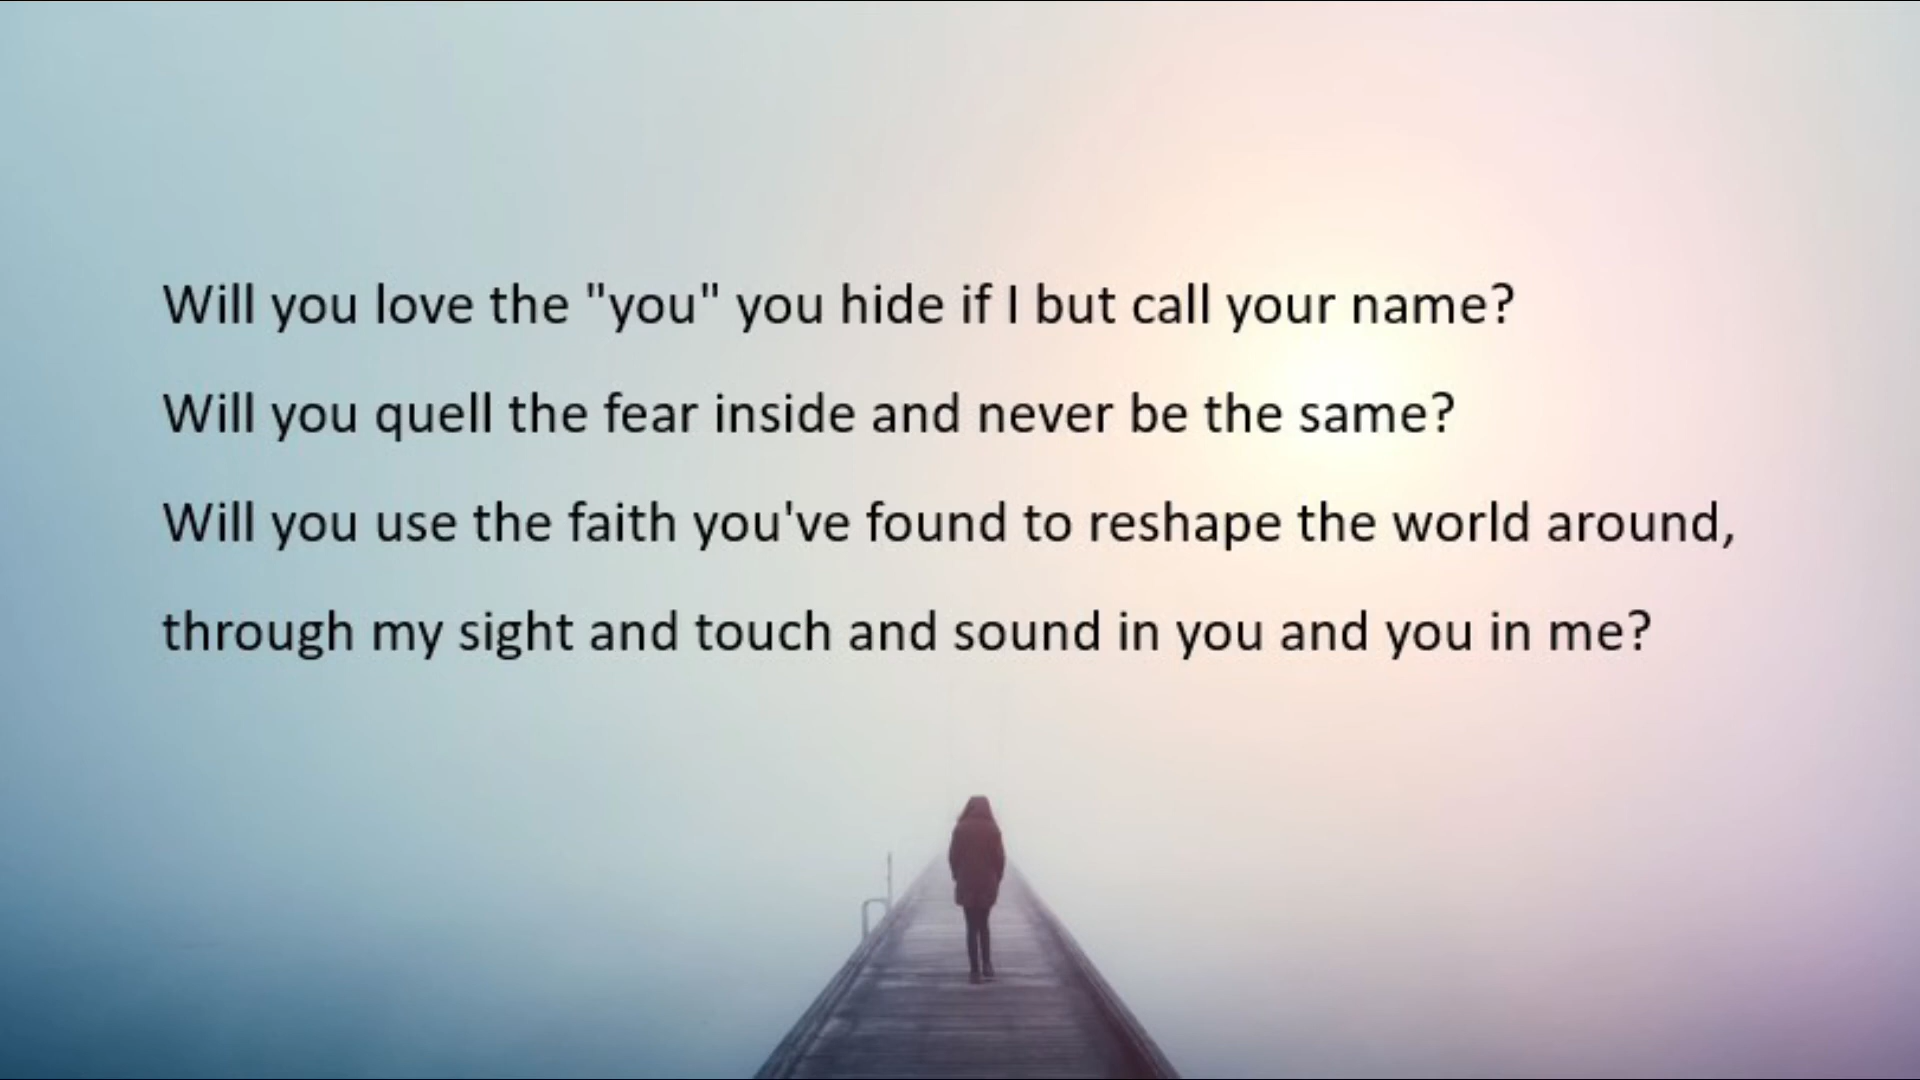 Will you love the "you" you hide if I but call your name?
Will you quell the fear inside and never be the same?
Will you use the faith you've found to reshape the world around,
through my sight and touch and sound in you and you in me?